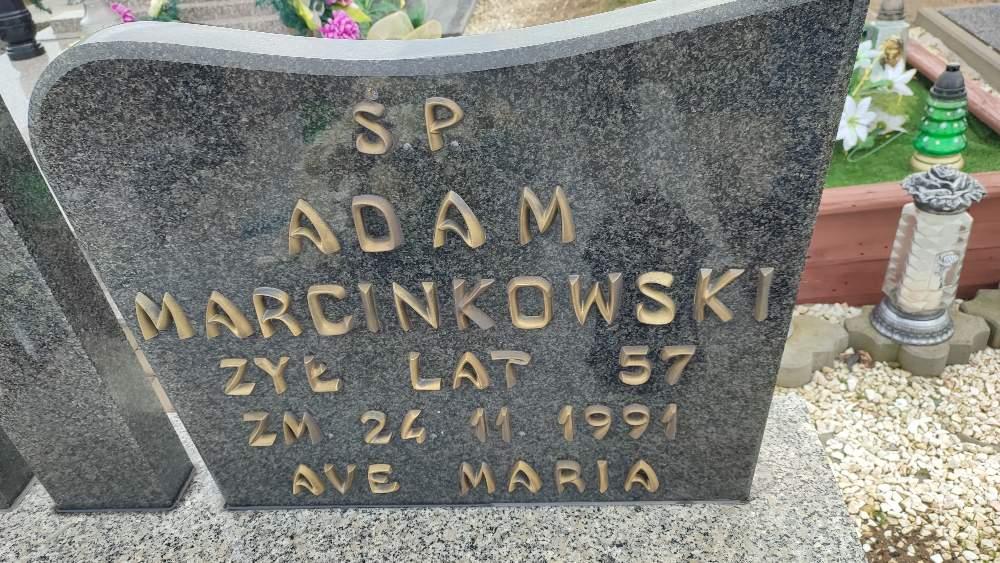 Ś.P.
ADAM
MARCINKOWSKI
ŻYŁ LAT 57
ZM. 24. 11. 1991
AVE MARIA